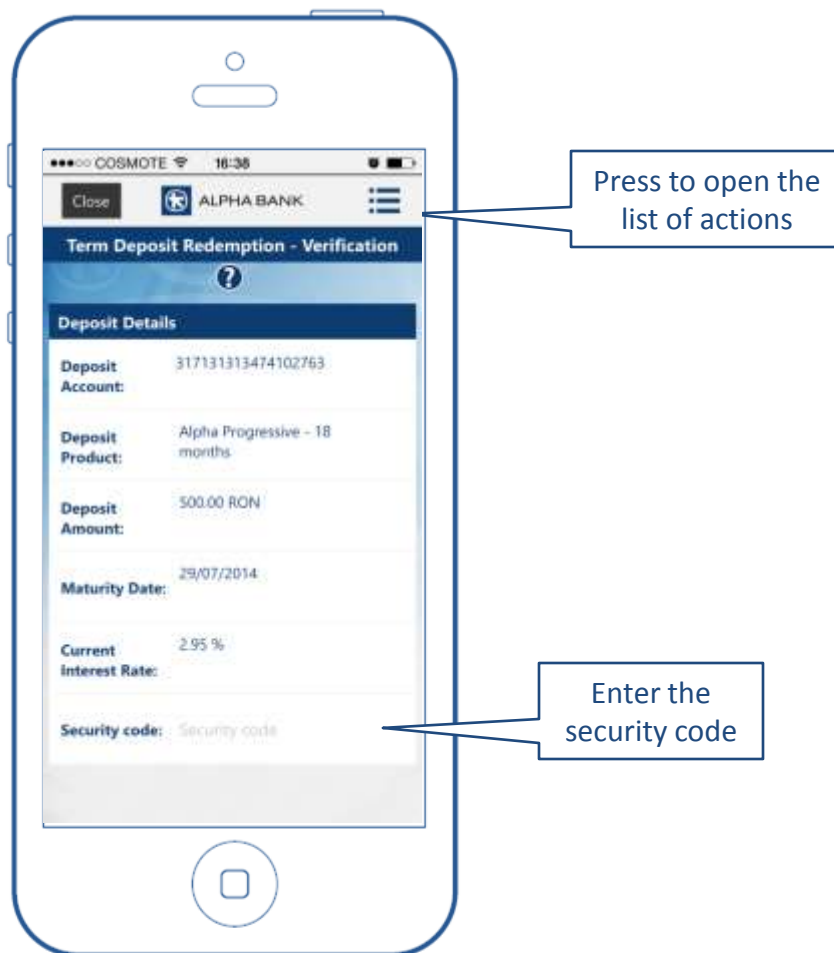 COSMOTE 16:38
Close ALPHA BANK
Press to open the
list of actions
Term Deposit Redemption - Verification
?
Deposit Details
Deposit
Account:
317131313474102763
Deposit
Product:
Alpha Progressive - 18
months
Deposit
Amount:
500.00 RON
Maturity Date:
29/07/2014
Current
Interest Rate:
2.95 %
Security code: Security code
Enter the
security code